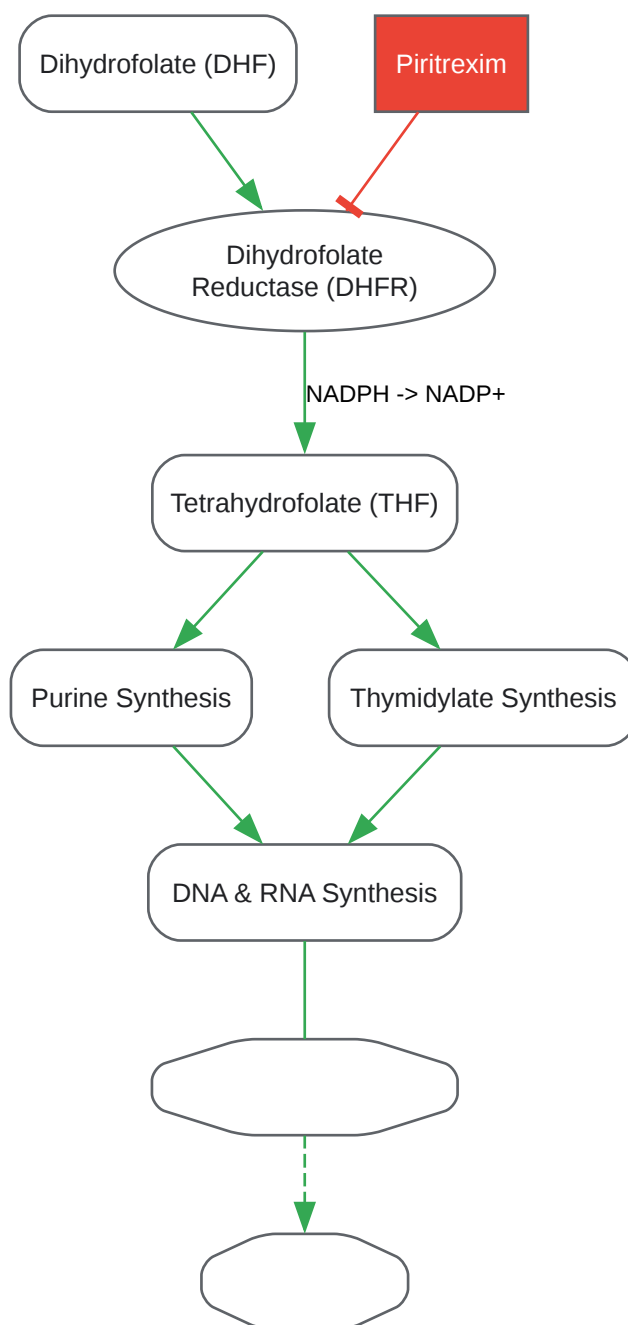 Dihydrofolate (DHF)
Piritrexim
Dihydrofolate
Reductase (DHFR)
NADPH -> NADP+
Tetrahydrofolate (THF)
Purine Synthesis
Thymidylate Synthesis
DNA & RNA Synthesis